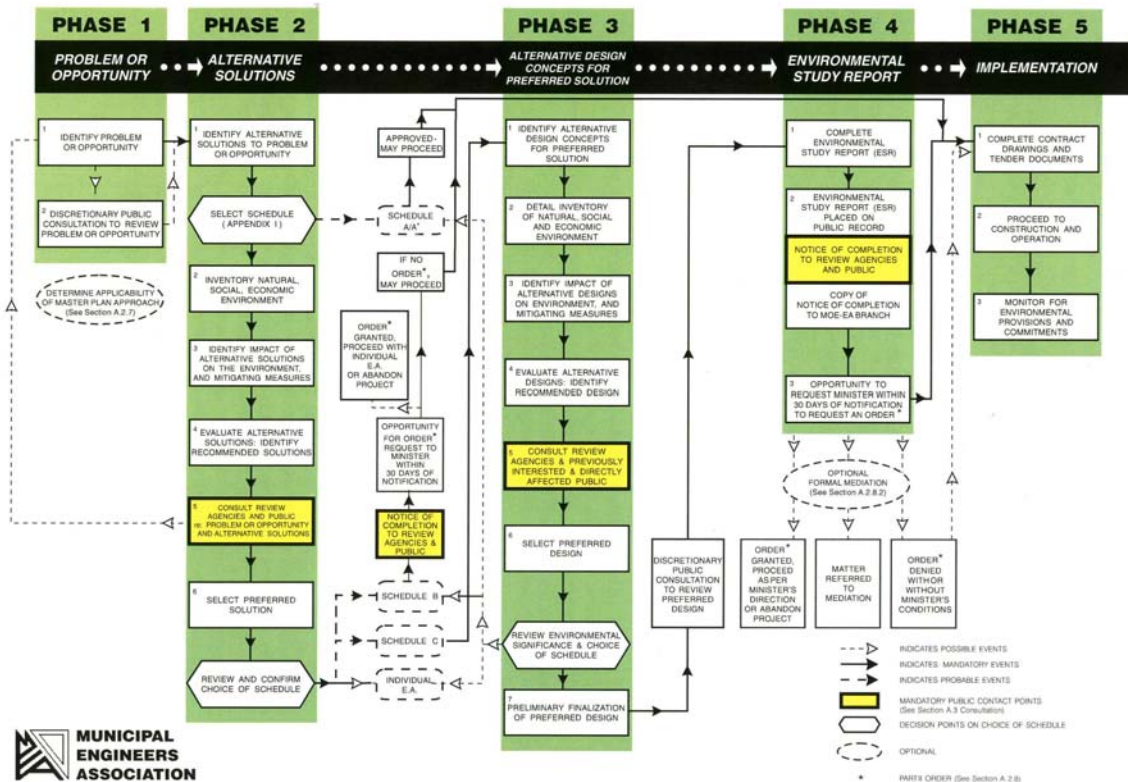 PHASE 1
PHASE 2
PHASE 3
PHASE 4
PHASE 5
PROBLEM OR
OPPORTUNITY
ALTERNATIVE
SOLUTIONS
ALTERNATIVE DESIGN
CONCEPTS FOR
PREFERRED SOLUTION
ENVIRONMENTAL
STUDY REPORT
IMPLEMENTATION
1
IDENTIFY PROBLEM
OR OPPORTUNITY
2
DISCRETIONARY PUBLIC
CONSULTATION TO REVIEW
PROBLEM OR OPPORTUNITY
DETERMINE APPLICABILITY
OF MASTER PLAN APPROACH
(See Section A.2.7)
1
IDENTIFY ALTERNATIVE
SOLUTIONS TO PROBLEM
OR OPPORTUNITY
SELECT SCHEDULE
(APPENDIX I)
2
INVENTORY NATURAL,
SOCIAL, ECONOMIC
ENVIRONMENT
3
IDENTIFY IMPACT OF
ALTERNATIVE SOLUTIONS
ON THE ENVIRONMENT,
AND MITIGATING MEASURES
4
EVALUATE ALTERNATIVE
SOLUTIONS: IDENTIFY
RECOMMENDED SOLUTIONS
5
CONSULT REVIEW
AGENCIES AND PUBLIC
re: PROBLEM OR OPPORTUNITY
AND ALTERNATIVE SOLUTIONS
6
SELECT PREFERRED
SOLUTION
REVIEW AND CONFIRM
CHOICE OF SCHEDULE
APPROVED-
MAY PROCEED
SCHEDULE
A/A+
IF NO
ORDER*,
MAY PROCEED
ORDER*
GRANTED,
PROCEED WITH
INDIVIDUAL
E.A.
OR ABANDON
PROJECT
OPPORTUNITY
FOR ORDER*
REQUEST TO
MINISTER
WITHIN
30 DAYS OF
NOTIFICATION
NOTICE OF
COMPLETION
TO REVIEW
AGENCIES &
PUBLIC
SCHEDULE B
SCHEDULE C
INDIVIDUAL
E.A.
1
IDENTIFY ALTERNATIVE
DESIGN CONCEPTS
FOR PREFERRED
SOLUTION
2
DETAIL INVENTORY
OF NATURAL, SOCIAL
AND ECONOMIC
ENVIRONMENT
3
IDENTIFY IMPACT OF
ALTERNATIVE DESIGNS
ON ENVIRONMENT, AND
MITIGATING MEASURES
4
EVALUATE ALTERNATIVE
DESIGNS: IDENTIFY
RECOMMENDED DESIGN
5
CONSULT REVIEW
AGENCIES & PREVIOUSLY
INTERESTED & DIRECTLY
AFFECTED PUBLIC
6
SELECT PREFERRED
DESIGN
REVIEW ENVIRONMENTAL
SIGNIFICANCE & CHOICE
OF SCHEDULE
7
PRELIMINARY FINALIZATION
OF PREFERRED DESIGN
DISCRETIONARY
PUBLIC
CONSULTATION
TO REVIEW
PREFERRED
DESIGN
1
COMPLETE
ENVIRONMENTAL
STUDY REPORT (ESR)
2
ENVIRONMENTAL
STUDY REPORT (ESR)
PLACED ON
PUBLIC RECORD
NOTICE OF COMPLETION
TO REVIEW AGENCIES
AND PUBLIC
COPY OF
NOTICE OF COMPLETION
TO MOE-EA BRANCH
3
OPPORTUNITY TO
REQUEST MINISTER WITHIN
30 DAYS OF NOTIFICATION
TO REQUEST AN ORDER*
OPTIONAL
FORMAL MEDIATION
(See Section A.2.8.2)
ORDER*
GRANTED,
PROCEED
AS PER
MINISTER'S
DIRECTION
OR ABANDON
PROJECT
MATTER
REFERRED
TO
MEDIATION
ORDER*
DENIED
WITH OR
WITHOUT
MINISTER'S
CONDITIONS
1
COMPLETE CONTRACT
DRAWINGS AND
TENDER DOCUMENTS
2
PROCEED TO
CONSTRUCTION AND
OPERATION
3
MONITOR FOR
ENVIRONMENTAL
PROVISIONS AND
COMMITMENTS
INDICATES POSSIBLE EVENTS
INDICATES: MANDATORY EVENTS
INDICATES PROBABLE EVENTS
MANDATORY PUBLIC CONTACT POINTS
(See Section A.3 Consultation)
DECISION POINTS ON CHOICE OF SCHEDULE
OPTIONAL
* PART II ORDER (See Section A.2.8)
MUNICIPAL
ENGINEERS
ASSOCIATION